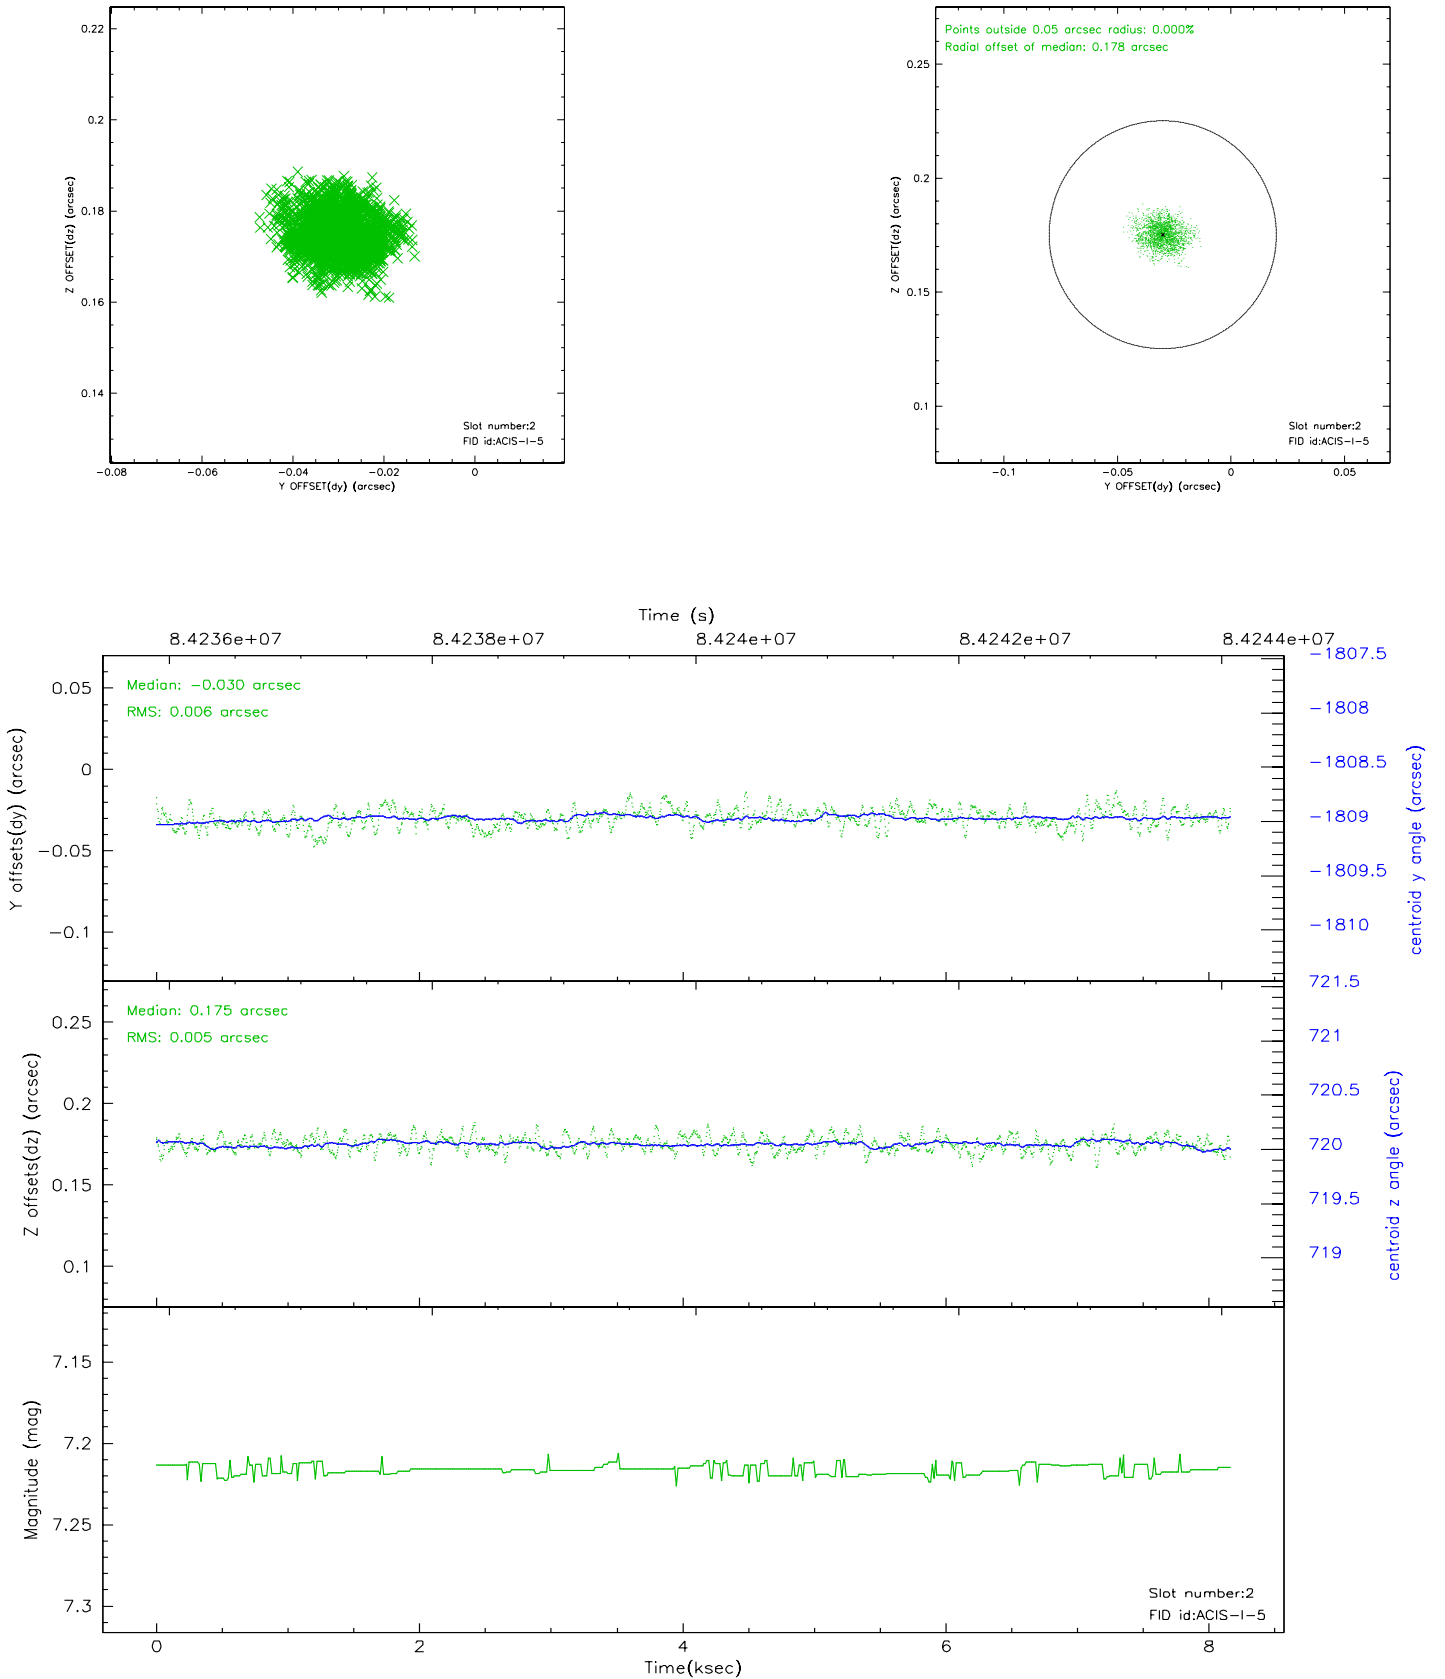 0.22
0.2
0.18
0.16
0.14
Z OFFSET(dz) (arcsec)
-0.08
-0.06
-0.04
-0.02
0
Y OFFSET(dy) (arcsec)
Slot number:2
FID id:ACIS-I-5
Points outside 0.05 arcsec radius: 0.000%
Radial offset of median: 0.178 arcsec
0.25
0.2
0.15
0.1
Z OFFSET(dz) (arcsec)
-0.1
-0.05
0
0.05
Y OFFSET(dy) (arcsec)
Slot number:2
FID id:ACIS-I-5
Time (s)
8.4236e+07
8.4238e+07
8.424e+07
8.4242e+07
8.4244e+07
Median: -0.030 arcsec
RMS: 0.006 arcsec
0.05
0
-0.05
-0.1
Y offsets(dy) (arcsec)
-1807.5
-1808
-1808.5
-1809
-1809.5
-1810
centroid y angle (arcsec)
Median: 0.175 arcsec
RMS: 0.005 arcsec
0.25
0.2
0.15
0.1
Z offsets(dz) (arcsec)
721.5
721
720.5
720
719.5
719
centroid z angle (arcsec)
7.15
7.2
7.25
7.3
Magnitude (mag)
Slot number:2
FID id:ACIS-I-5
0
2
4
6
8
Time(ksec)